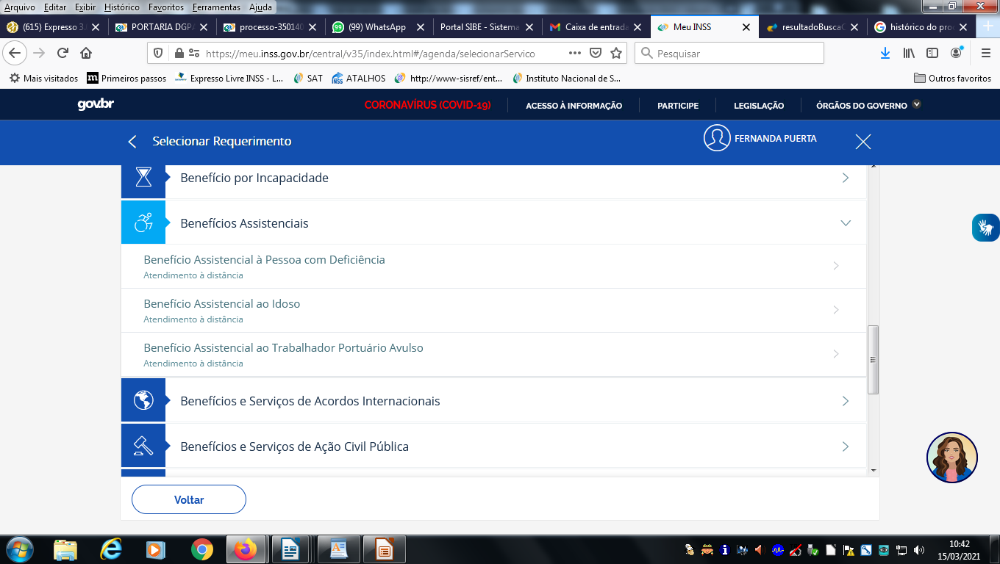 Arquivo Editar Exibir Histórico Favoritos Ferramentas Ajuda
(615) Expresso 3. PORTARIA DGPA processo-350140 (99) WhatsApp Portal SIBE - Sistema Caixa de entrada Meu INSS resultadoBuscaC histórico do proc
https://meu.inss.gov.br/central/v35/index.html#/agenda/selecionarServico Pesquisar
Mais visitados m Primeiros passos Expresso Livre INSS - L... SAT ATALHOS http://www-sisref/ent... Instituto Nacional de S... Outros favoritos
gov.br CORONAVÍRUS (COVID-19) ACESSO À INFORMAÇÃO PARTICIPE LEGISLAÇÃO ÓRGÃOS DO GOVERNO
Selecionar Requerimento FERNANDA PUERTA
Benefício por Incapacidade
Benefícios Assistenciais
Benefício Assistencial à Pessoa com Deficiência
Atendimento à distância
Benefício Assistencial ao Idoso
Atendimento à distância
Benefício Assistencial ao Trabalhador Portuário Avulso
Atendimento à distância
Benefícios e Serviços de Acordos Internacionais
Benefícios e Serviços de Ação Civil Pública
Voltar
10:42
15/03/2021